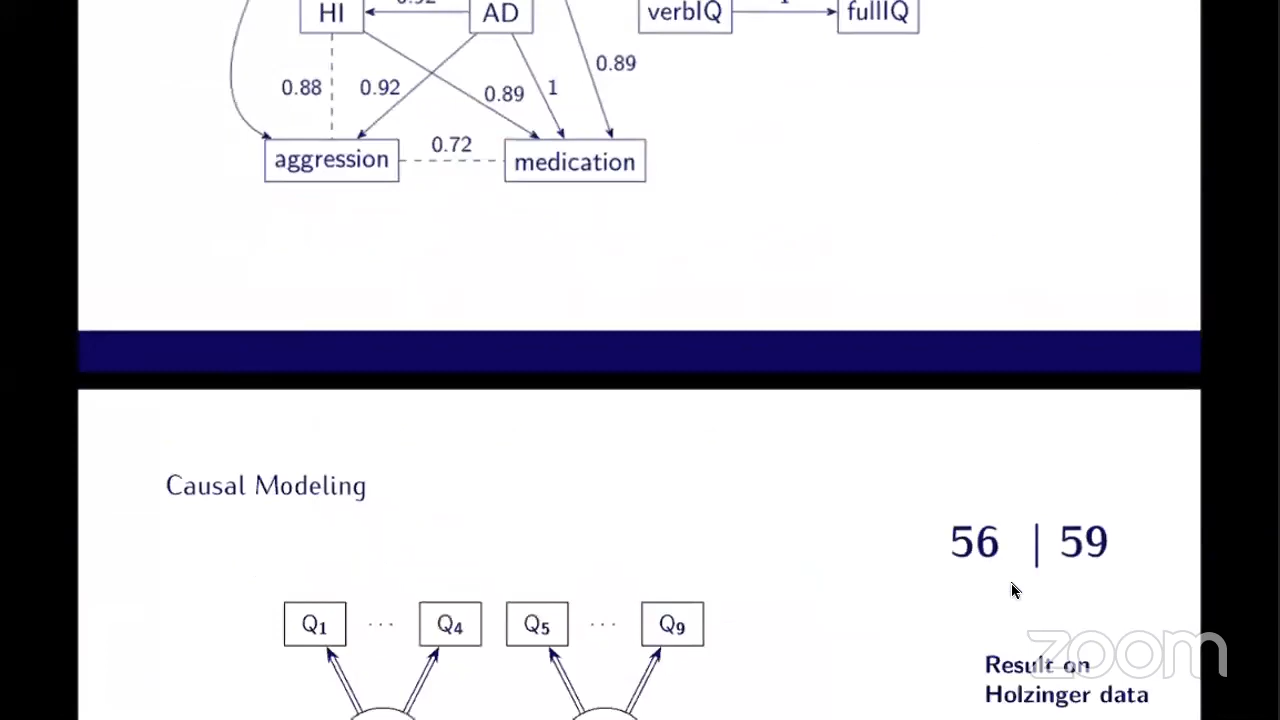 HI
AD
verbIQ
fullIQ
0.89
0.88
0.92
0.89
1
0.72
aggression
medication
Causal Modeling
56 | 59
Q1 ... Q4 Q5 ... Q9
zoom
Result on
Holzinger data